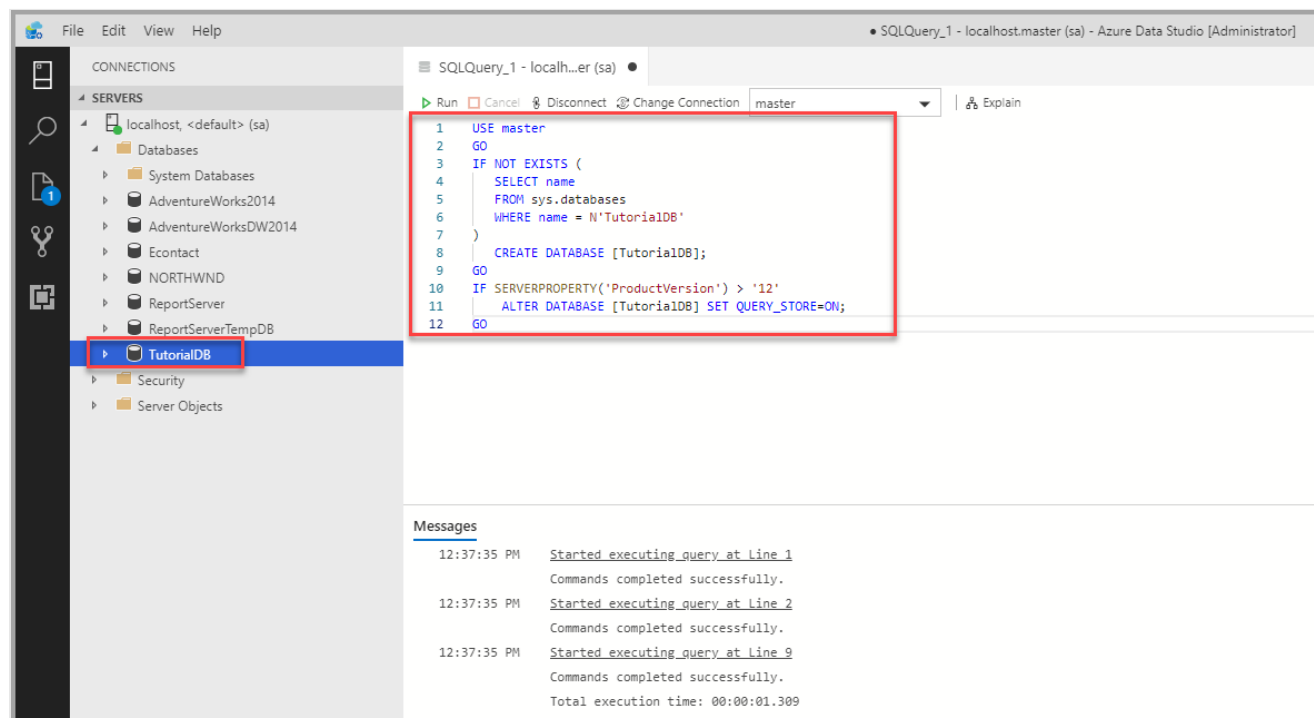 File Edit View Help
● SQLQuery_1 - localhost.master (sa) - Azure Data Studio [Administrator]
CONNECTIONS
SERVERS
localhost, <default> (sa)
Databases
System Databases
AdventureWorks2014
AdventureWorksDW2014
Econtact
NORTHWND
ReportServer
ReportServerTempDB
TutorialDB
Security
Server Objects
1
SQLQuery_1 - localh...er (sa) ●
Run Cancel Disconnect Change Connection master Explain
1 USE master
2 GO
3 IF NOT EXISTS (
4 SELECT name
5 FROM sys.databases
6 WHERE name = N'TutorialDB'
7 )
8 CREATE DATABASE [TutorialDB];
9 GO
10 IF SERVERPROPERTY('ProductVersion') > '12'
11 ALTER DATABASE [TutorialDB] SET QUERY_STORE=ON;
12 GO
Messages
12:37:35 PM Started executing query at Line 1
Commands completed successfully.
12:37:35 PM Started executing query at Line 2
Commands completed successfully.
12:37:35 PM Started executing query at Line 9
Commands completed successfully.
Total execution time: 00:00:01.309